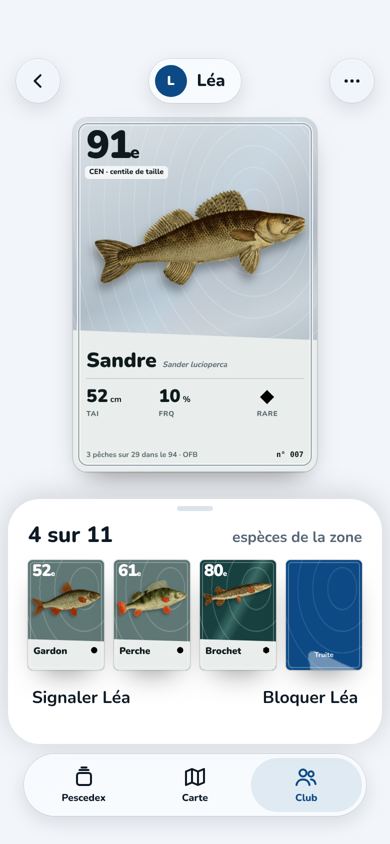 L Léa
91e
CEN · centile de taille
Sandre Sander lucioperca
52 cm 10 %
TAI FRQ RARE
3 pêches sur 29 dans le 94 · OFB n° 007
4 sur 11 espèces de la zone
52e 61e 80e
Gardon Perche Brochet Truite
Signaler Léa Bloquer Léa
Pescedex Carte Club